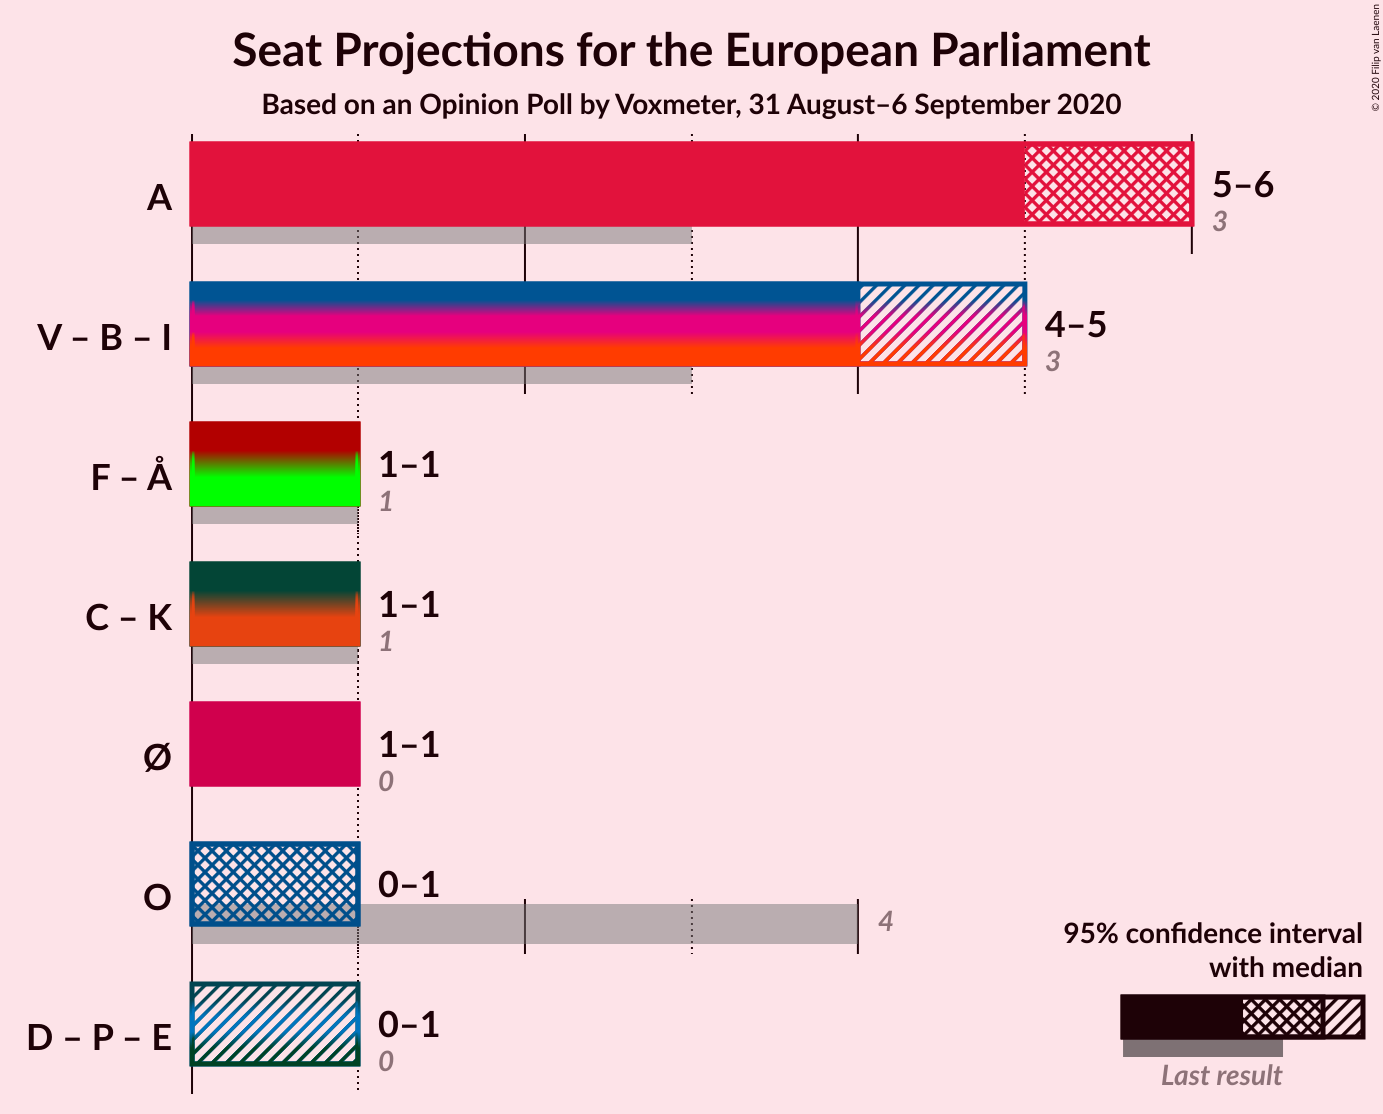 Seat Projections for the European Parliament
Based on an Opinion Poll by Voxmeter, 31 August–6 September 2020
© 2020 Filip van Laenen
A
5–6
3
V – B – I
4–5
3
F – Å
1–1
1
C – K
1–1
1
Ø
1–1
0
O
0–1
4
D – P – E
0–1
0
95% confidence interval
with median
Last result